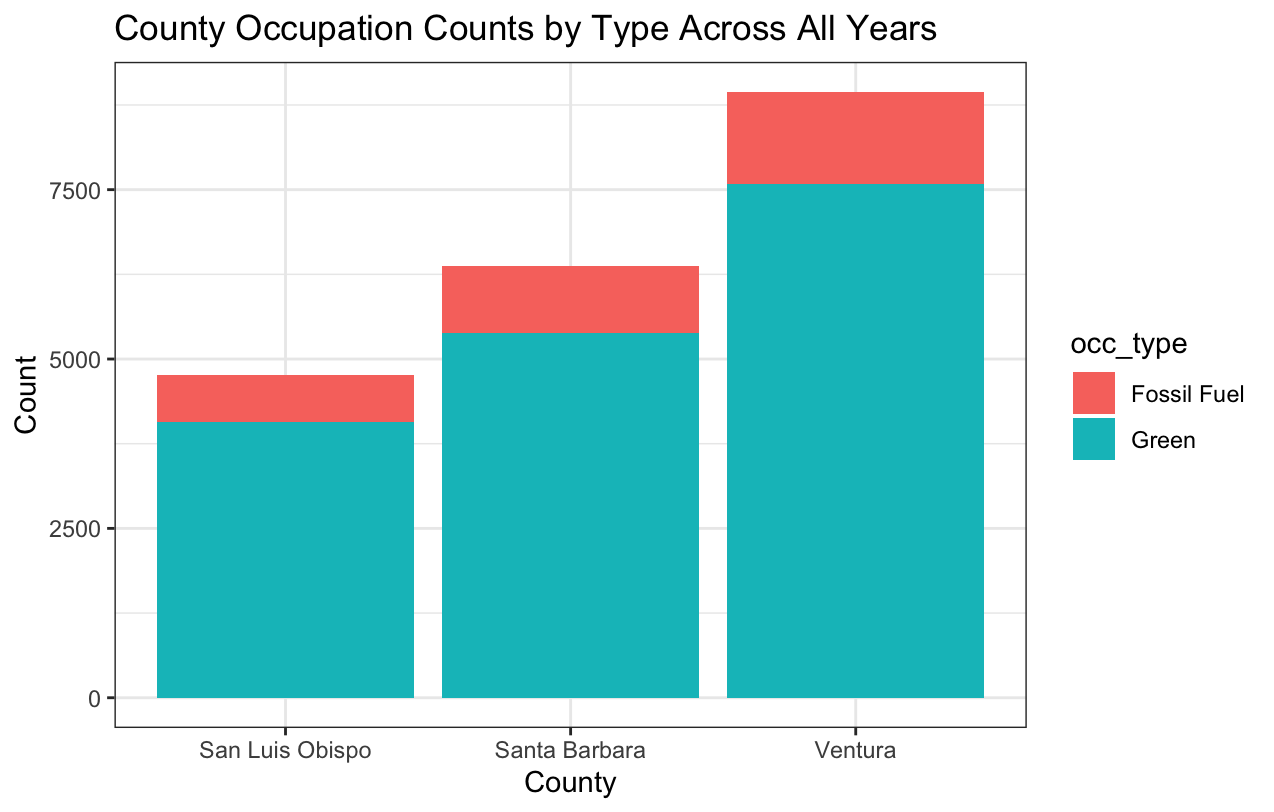 County Occupation Counts by Type Across All Years
Count
7500
5000
2500
0
San Luis Obispo
Santa Barbara
Ventura
County
occ_type
Fossil Fuel
Green